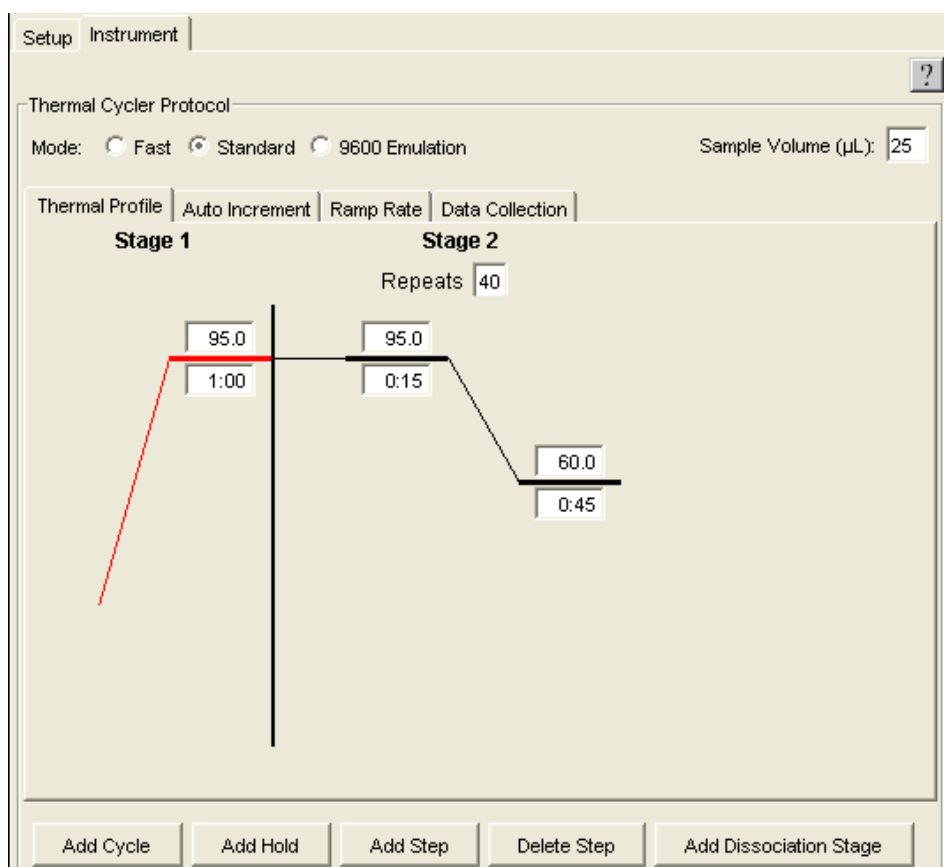 Setup Instrument
?
Thermal Cycler Protocol
Mode: Fast Standard 9600 Emulation Sample Volume (µL): 25
Thermal Profile Auto Increment Ramp Rate Data Collection
Stage 1 Stage 2
Repeats 40
95.0 95.0
1:00 0:15
60.0
0:45
Add Cycle Add Hold Add Step Delete Step Add Dissociation Stage